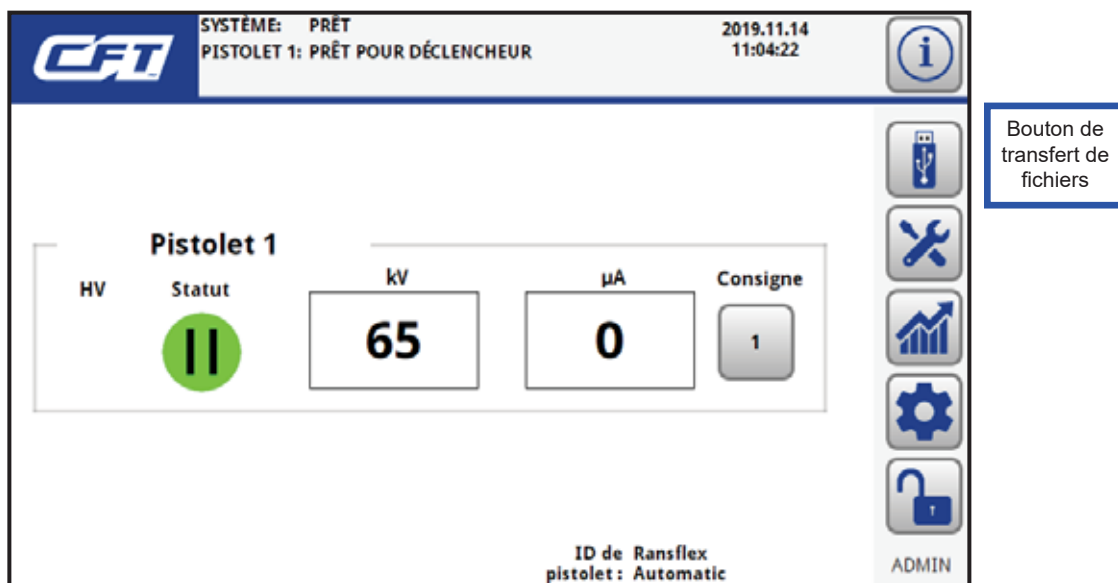 CFT
SYSTÈME: PRÊT
PISTOLET 1: PRÊT POUR DÉCLENCHEUR
2019.11.14
11:04:22
i
Bouton de
transfert de
fichiers
Pistolet 1
HV
Statut
kV
µA
Consigne
65
0
1
ID de Ransflex
pistolet: Automatic
ADMIN